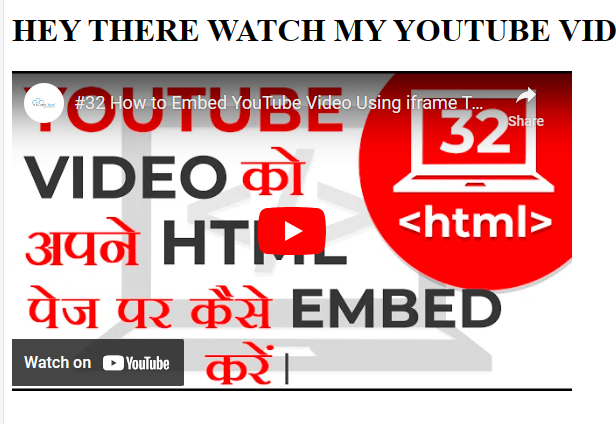 HEY THERE WATCH MY YOUTUBE VID
#32 How to Embed YouTube Video Using iframe T...
Share
YOUTUBE
32
VIDEO को
<html>
अपने HTML
पेज पर कैसे EMBED
करें |
Watch on YouTube